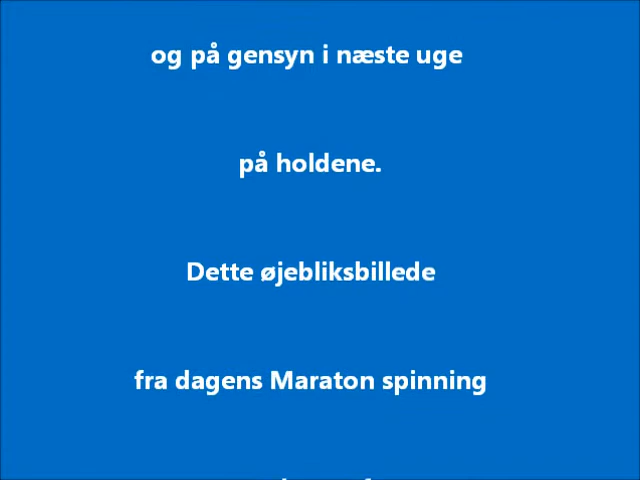 og på gensyn i næste uge
på holdene.
Dette øjebliksbillede
fra dagens Maraton spinning